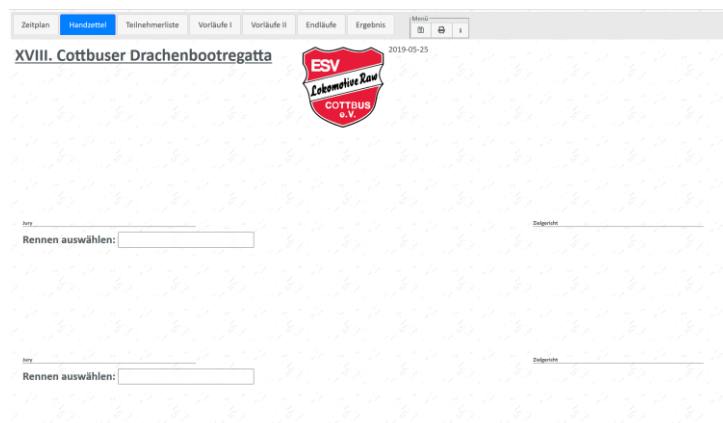 Zeitplan Handzettel Teilnehmerliste Vorläufe I Vorläufe II Endläufe Ergebnis Menü
XVIII. Cottbuser Drachenbootregatta
ESV
Lokomotive Raw
COTTBUS
e.V.
2019-05-25
Jury Zielgericht
Rennen auswählen:
Jury Zielgericht
Rennen auswählen: